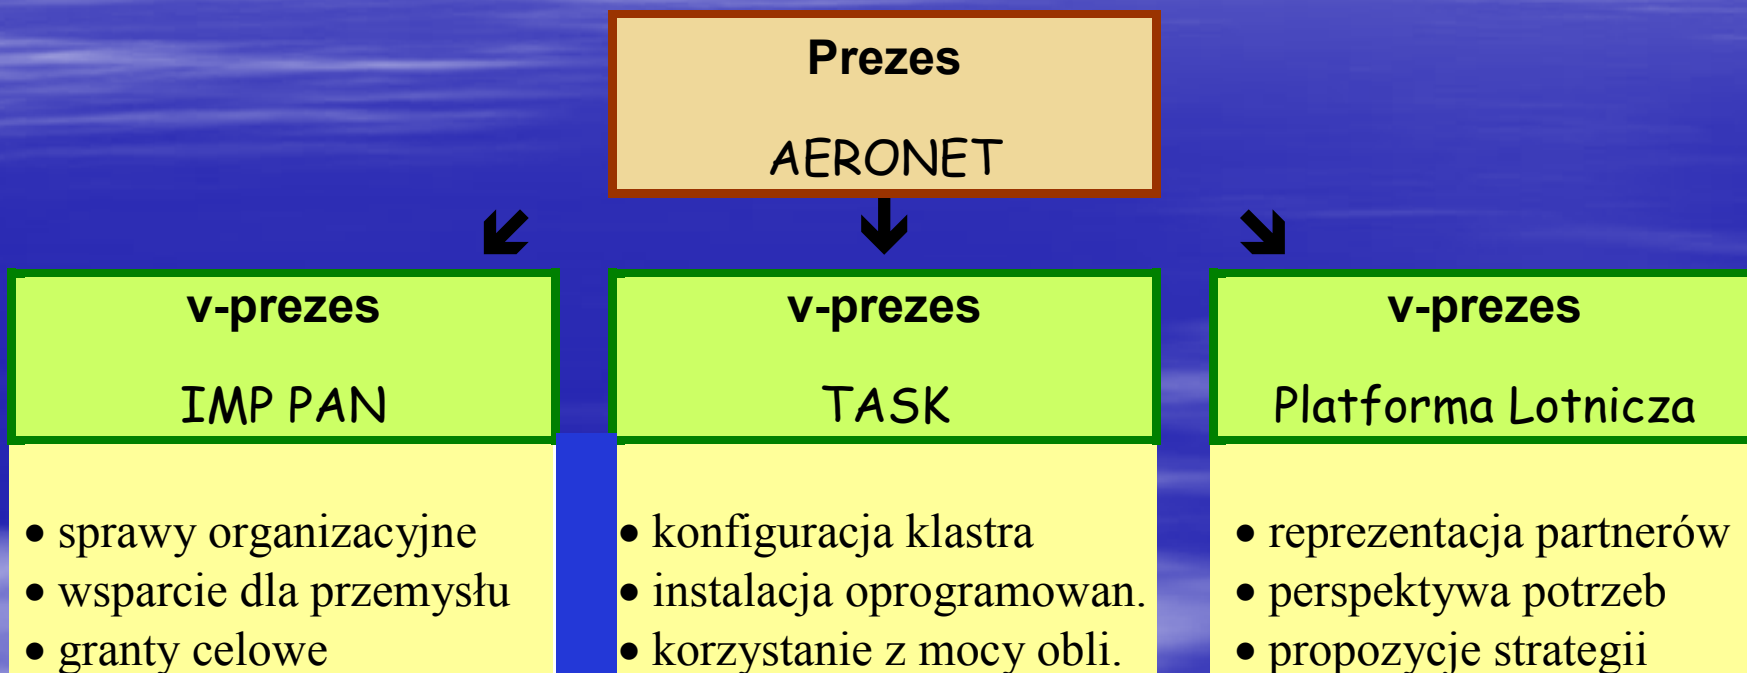 Prezes
AERONET
v-prezes
IMP PAN
v-prezes
TASK
v-prezes
Platforma Lotnicza
• sprawy organizacyjne
• wsparcie dla przemysłu
• granty celowe
• konfiguracja klastra
• instalacja oprogramowan.
• korzystanie z mocy obli.
• reprezentacja partnerów
• perspektywa potrzeb
• propozycje strategii